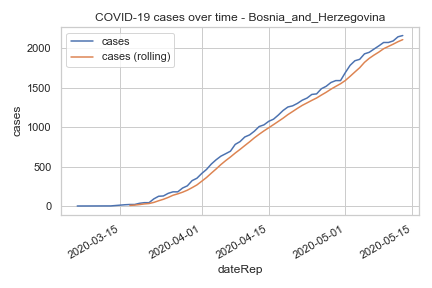 COVID-19 cases over time - Bosnia_and_Herzegovina
cases
cases (rolling)
2000
1500
1000
500
0
cases
2020-03-15
2020-04-01
2020-04-15
2020-05-01
2020-05-15
dateRep